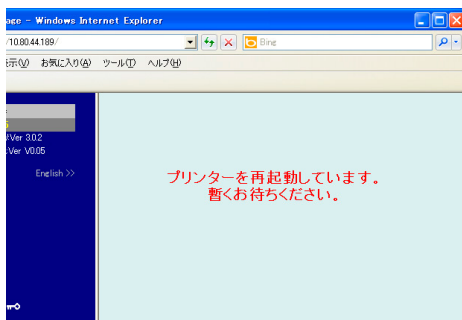 age - Windows Internet Explorer
/10.80.44.189/
Bing
示(V) お気に入り(A) ツール(T) ヘルプ(H)
Ver 3.0.2
:Ver V0.05
English >>
プリンターを再起動しています。
暫くお待ちください。